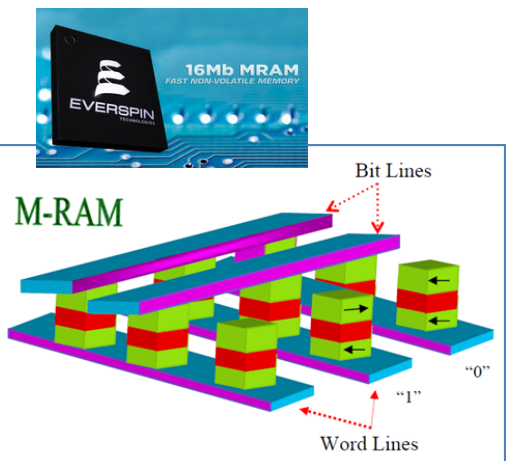 16Mb MRAM
FAST NON-VOLATILE MEMORY
EVERSPIN
TECHNOLOGIES
Bit Lines
M-RAM
“0”
“1”
Word Lines